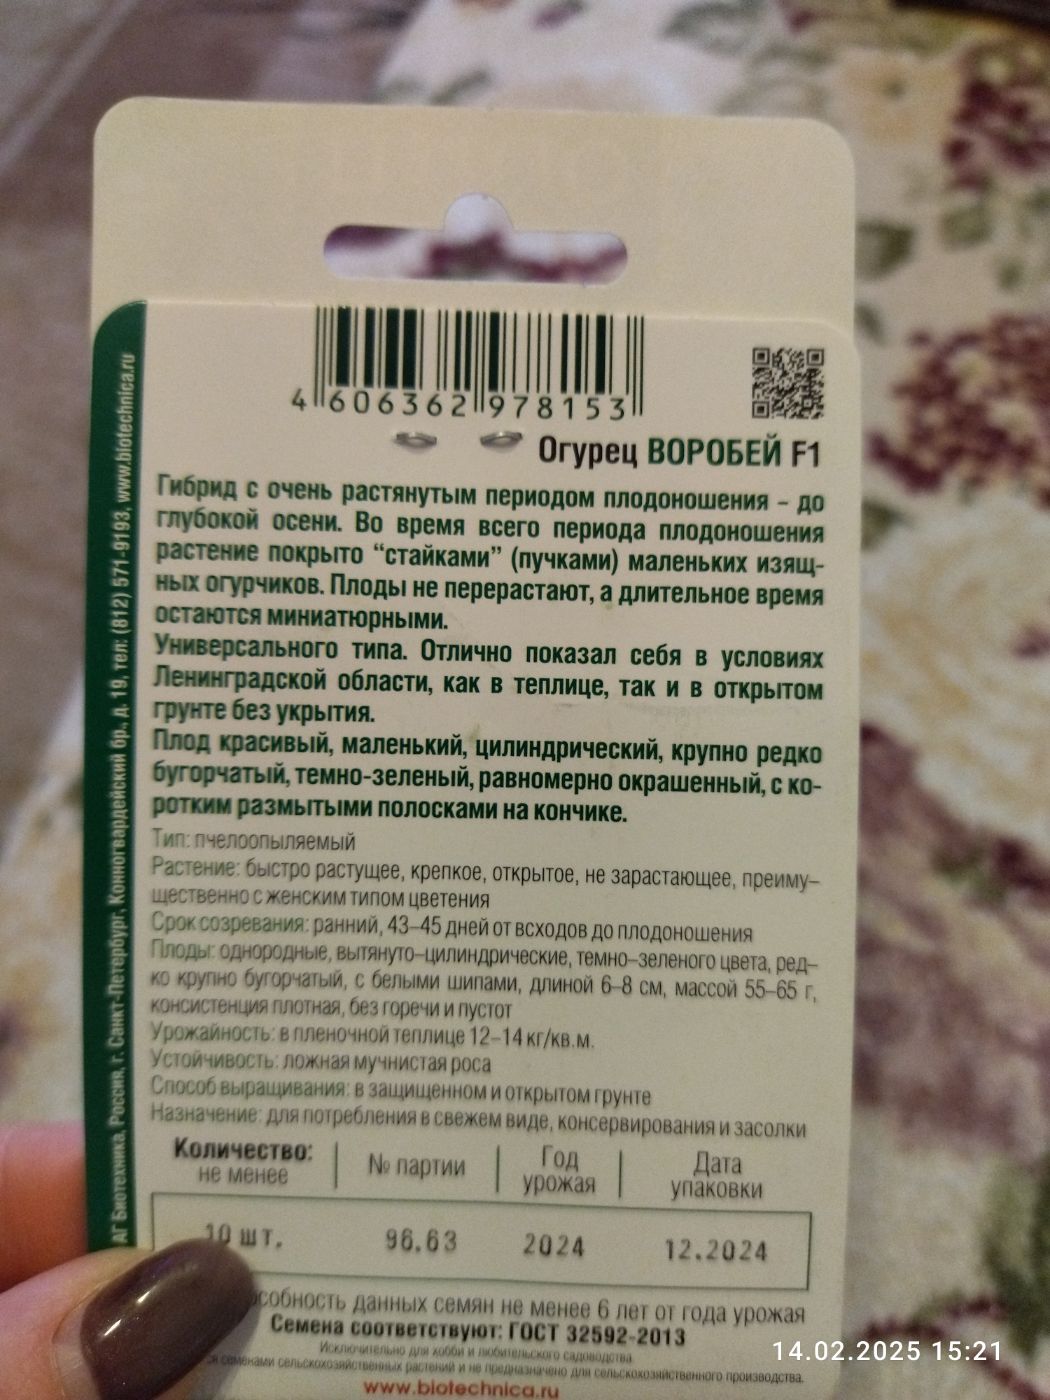 4 606362 978153
Огурец ВОРОБЕЙ F1
Гибрид с очень растянутым периодом плодоношения – до
глубокой осени. Во время всего периода плодоношения
растение покрыто “стайками” (пучками) маленьких изящ-
ных огурчиков. Плоды не перерастают, а длительное время
остаются миниатюрными.
Универсального типа. Отлично показал себя в условиях
Ленинградской области, как в теплице, так и в открытом
грунте без укрытия.
Плод красивый, маленький, цилиндрический, крупно редко
бугорчатый, темно-зеленый, равномерно окрашенный, с ко-
ротким размытыми полосками на кончике.
Тип: пчелоопыляемый
Растение: быстро растущее, крепкое, открытое, не зарастающее, преиму-
щественно с женским типом цветения
Срок созревания: ранний, 43–45 дней от всходов до плодоношения
Плоды: однородные, вытянуто-цилиндрические, темно-зеленого цвета, ред-
ко крупно бугорчатый, с белыми шипами, длиной 6–8 см, массой 55–65 г,
консистенция плотная, без горечи и пустот
Урожайность: в пленочной теплице 12–14 кг/кв.м.
Устойчивость: ложная мучнистая роса
Способ выращивания: в защищенном и открытом грунте
Назначение: для потребления в свежем виде, консервирования и засолки
Количество: не менее
№ партии
Год урожая
Дата упаковки
10 шт. 96.63 2024 12.2024
собность данных семян не менее 6 лет от года урожая
Семена соответствуют: ГОСТ 32592-2013
Исключительно для хобби и любительского садоводства
ся семенами сельскохозяйственных растений и не предназначено для сельскохозяйственного производства.
www.biotechnica.ru
АГ Биотехника, Россия, г. Санкт-Петербург, Конногвардейский бр., д. 19, тел: (812) 571-9193, www.biotechnica.ru
14.02.2025 15:21